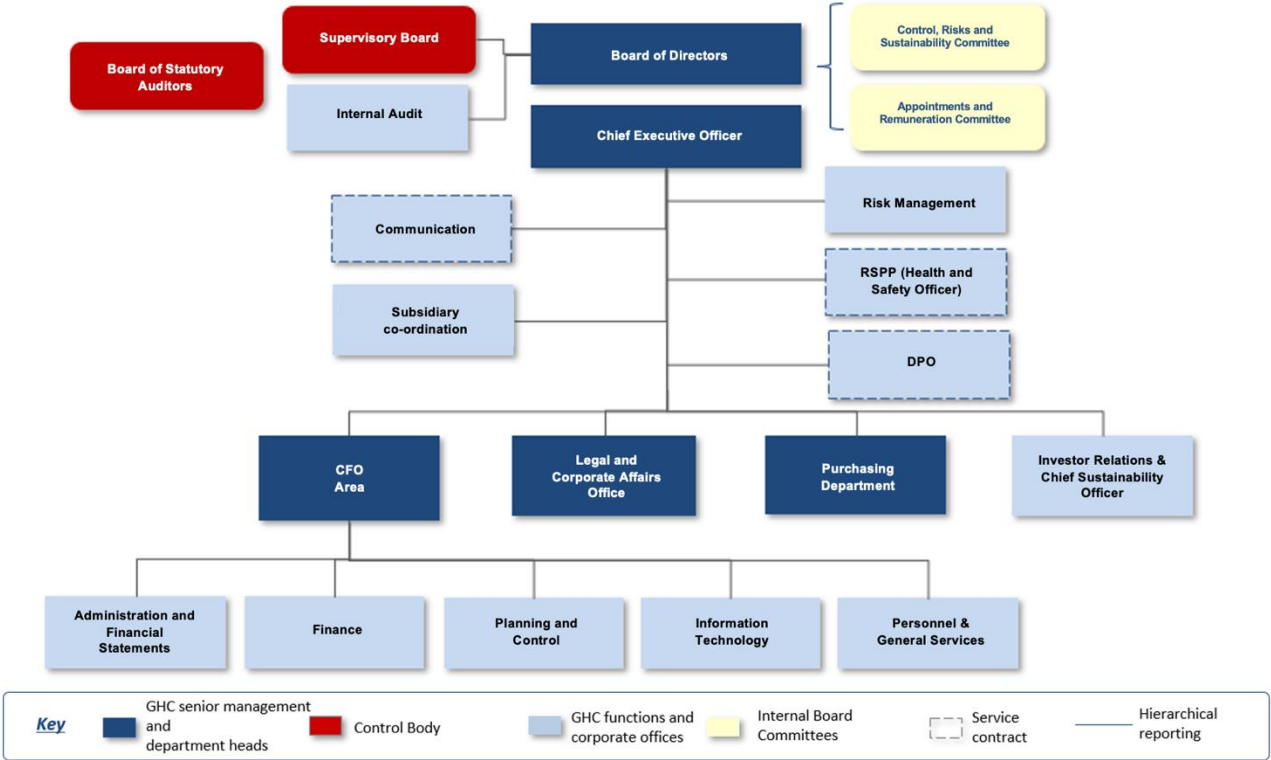 Supervisory Board
Board of Statutory
Auditors
Internal Audit
Board of Directors
Chief Executive Officer
Control, Risks and
Sustainability Committee
Appointments and
Remuneration Committee
Communication
Subsidiary
co-ordination
Risk Management
RSPP (Health and
Safety Officer)
DPO
CFO
Area
Legal and
Corporate Affairs
Office
Purchasing
Department
Investor Relations &
Chief Sustainability
Officer
Administration and
Financial
Statements
Finance
Planning and
Control
Information
Technology
Personnel &
General Services
Key
GHC senior management
and
department heads
Control Body
GHC functions and
corporate offices
Internal Board
Committees
Service
contract
Hierarchical
reporting